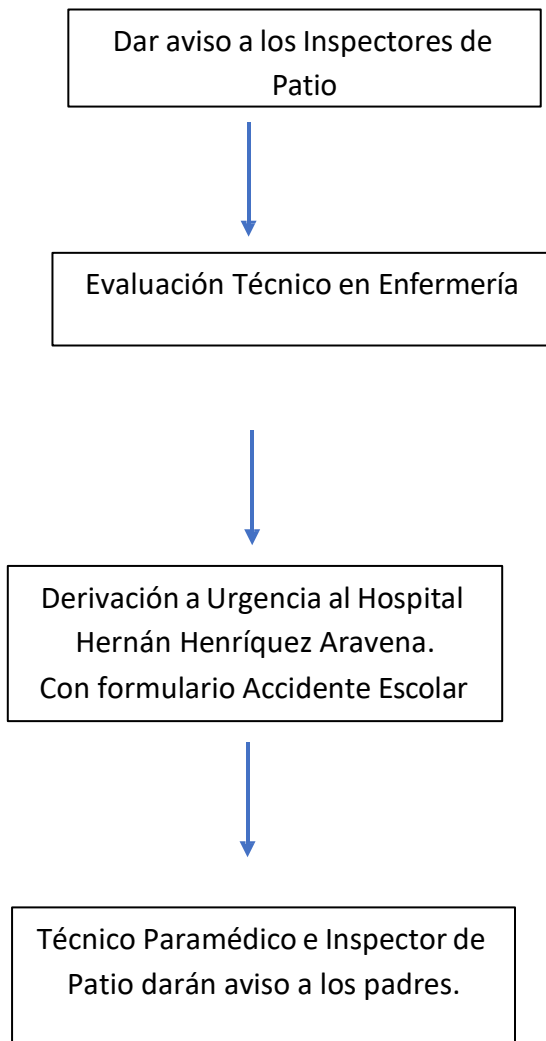 Dar aviso a los Inspectores de
Patio
Evaluación Técnico en Enfermería
Derivación a Urgencia al Hospital
Hernán Henríquez Aravena.
Con formulario Accidente Escolar
Técnico Paramédico e Inspector de
Patio darán aviso a los padres.